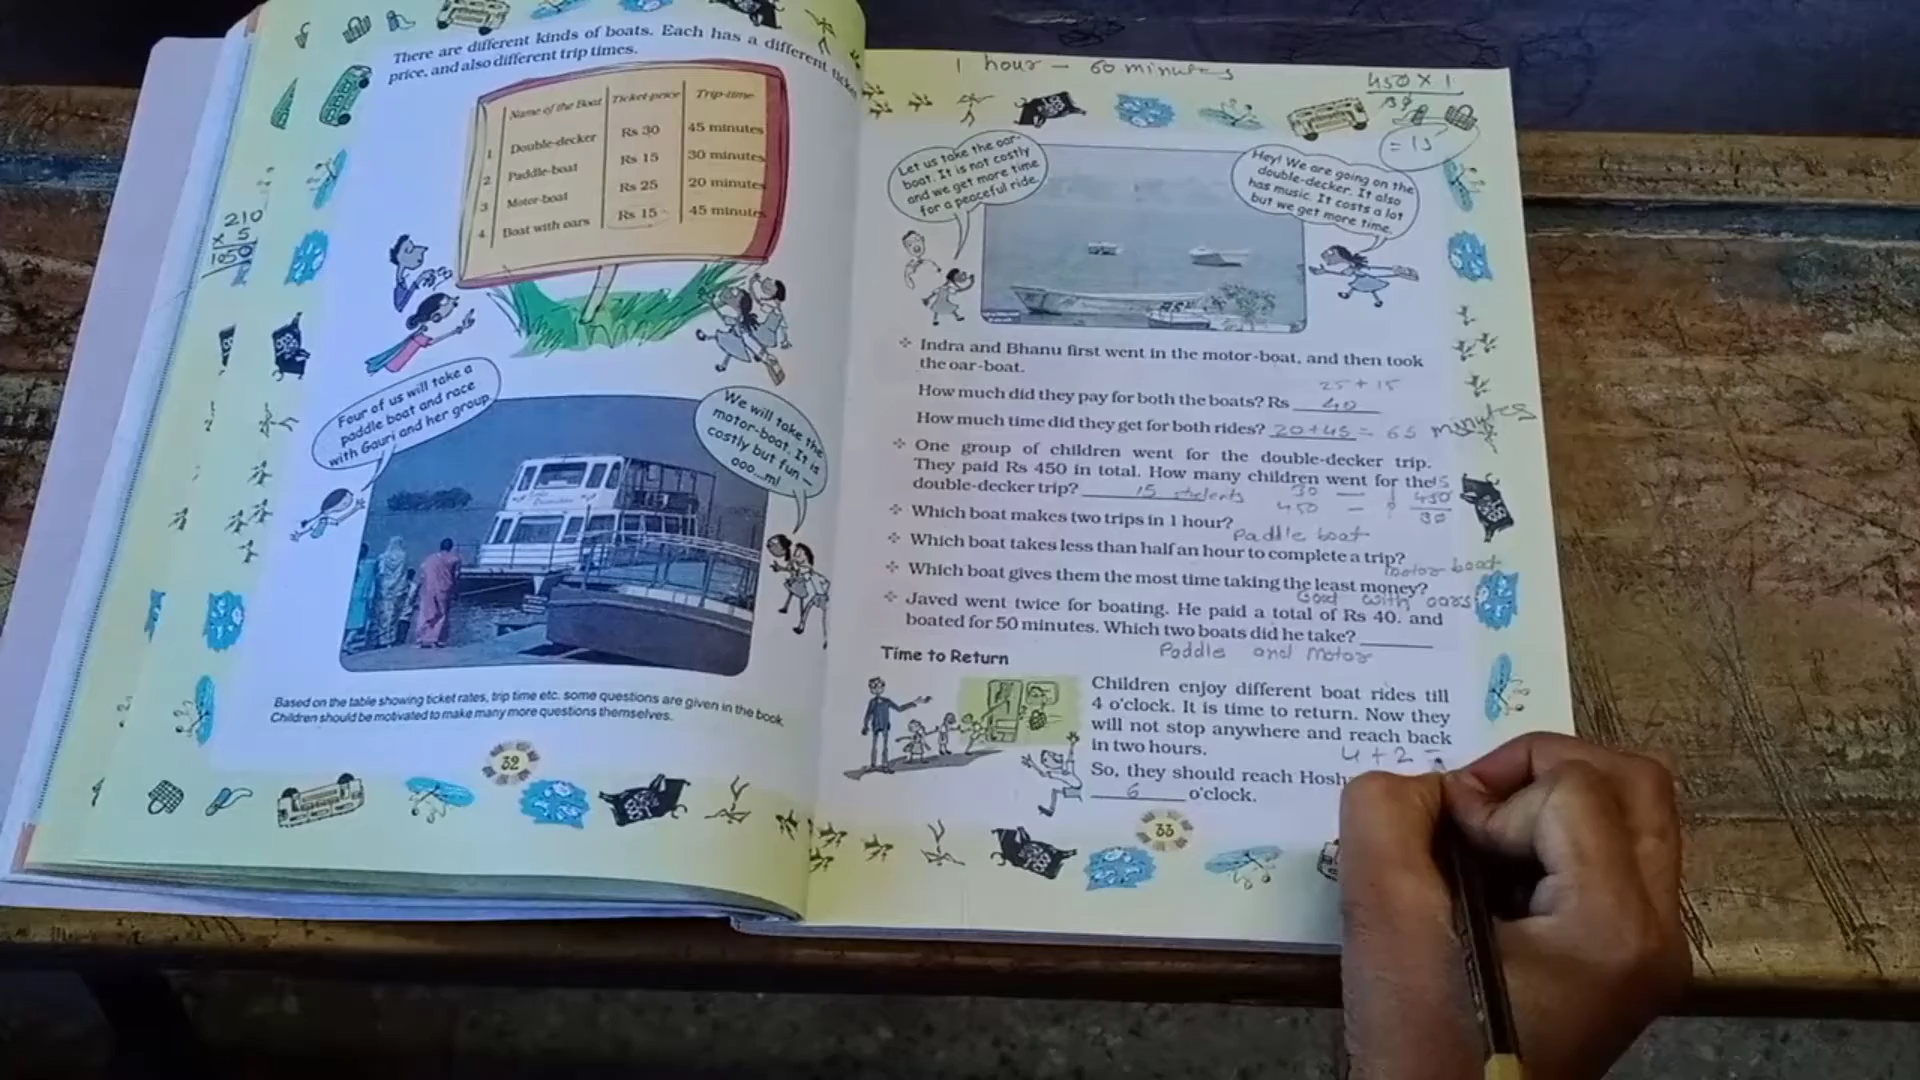 There are different kinds of boats. Each has a different ticket
price, and also different trip times.
Name of the Boat Ticket-price Trip-time
1 Double-decker Rs 30 45 minutes
2 Paddle-boat Rs 15 30 minutes
3 Motor-boat Rs 25 20 minutes
4 Boat with oars Rs 15 45 minutes
210
× 5
1050
Four of us will take a
paddle boat and race
with Gauri and her group.
We will take the
motor-boat. It is
costly but fun –
ooo....m!
Based on the table showing ticket rates, trip time etc. some questions are given in the book.
Children should be motivated to make many more questions themselves.
32
1 hour – 60 minutes
450 × 1
30
= 15
Let us take the oar-
boat. It is not costly
and we get more time
for a peaceful ride.
Hey! We are going on the
double-decker. It also
has music. It costs a lot
but we get more time.
Indra and Bhanu first went in the motor-boat, and then took
the oar-boat.
25 + 15
How much did they pay for both the boats? Rs 40
How much time did they get for both rides? 20+45 = 65 minutes
One group of children went for the double-decker trip.
They paid Rs 450 in total. How many children went for the
double-decker trip? 15 students
30 – 1
450 – ?
15
450
30
Which boat makes two trips in 1 hour? Paddle boat
Which boat takes less than half an hour to complete a trip?
motor boat
Which boat gives them the most time taking the least money?
with oars
Javed went twice for boating. He paid a total of Rs 40. and
boated for 50 minutes. Which two boats did he take?
Paddle and Motor
Time to Return
Children enjoy different boat rides till
4 o'clock. It is time to return. Now they
will not stop anywhere and reach back
in two hours.
4 + 2 =
So, they should reach
6 o'clock.
33